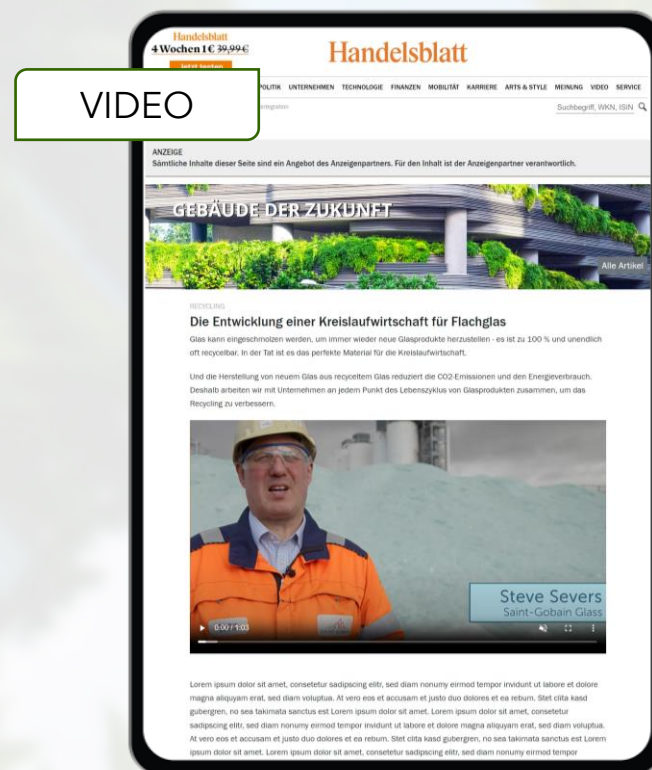 Handelsblatt
4 Wochen 1 € 39,99 €
Jetzt testen
Handelsblatt
VIDEO
POLITIK UNTERNEHMEN TECHNOLOGIE FINANZEN MOBILITÄT KARRIERE ARTS & STYLE MEINUNG VIDEO SERVICE
Suchbegriff, WKN, ISIN
ANZEIGE
Sämtliche Inhalte dieser Seite sind ein Angebot des Anzeigenpartners. Für den Inhalt ist der Anzeigenpartner verantwortlich.
GEBÄUDE DER ZUKUNFT
Alle Artikel
RECYCLING
Die Entwicklung einer Kreislaufwirtschaft für Flachglas
Glas kann eingeschmolzen werden, um immer wieder neue Glasprodukte herzustellen - es ist zu 100 % und unendlich
oft recycelbar. In der Tat ist es das perfekte Material für die Kreislaufwirtschaft.
Und die Herstellung von neuem Glas aus recyceltem Glas reduziert die CO2-Emissionen und den Energieverbrauch.
Deshalb arbeiten wir mit Unternehmen an jedem Punkt des Lebenszyklus von Glasprodukten zusammen, um das
Recycling zu verbessern.
Steve Severs
Saint-Gobain Glass
0:00 / 1:03
Lorem ipsum dolor sit amet, consetetur sadipscing elitr, sed diam nonumy eirmod tempor invidunt ut labore et dolore
magna aliquyam erat, sed diam voluptua. At vero eos et accusam et justo duo dolores et ea rebum. Stet clita kasd
gubergren, no sea takimata sanctus est Lorem ipsum dolor sit amet. Lorem ipsum dolor sit amet, consetetur
sadipscing elitr, sed diam nonumy eirmod tempor invidunt ut labore et dolore magna aliquyam erat, sed diam voluptua.
At vero eos et accusam et justo duo dolores et ea rebum. Stet clita kasd gubergren, no sea takimata sanctus est Lorem
ipsum dolor sit amet. Lorem ipsum dolor sit amet, consetetur sadipscing elitr, sed diam nonumy eirmod tempor